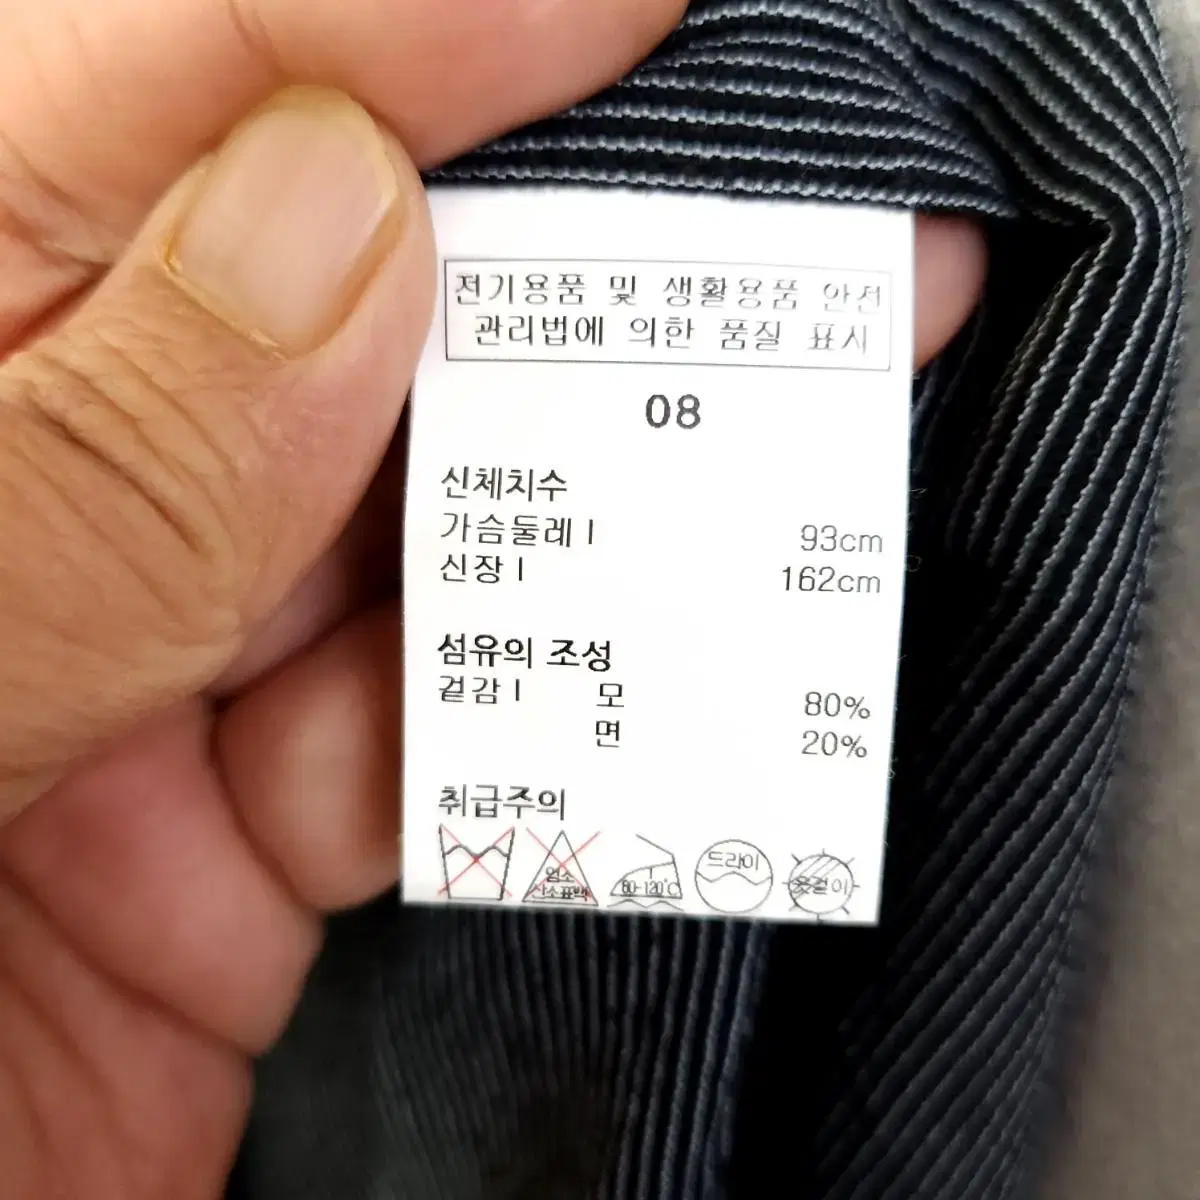 전기용품 및 생활용품 안전
관리법에 의한 품질 표시
08
신체치수
가슴둘레 I 93cm
신장 I 162cm
섬유의 조성
겉감 I 모 80%
면 20%
취급주의
염소
산소표백
80-120℃
드라이
옷걸이